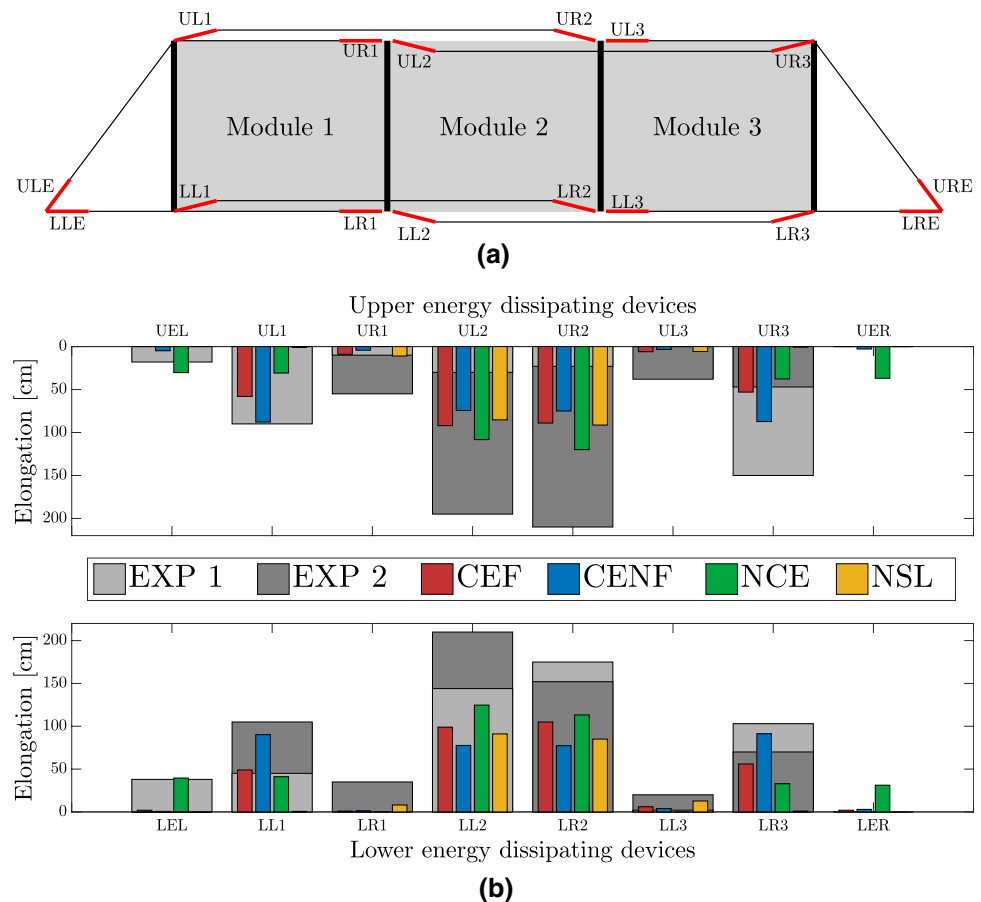 UL1 UR2 UL3
UR1 UL2 UR3
Module 1 Module 2 Module 3
ULE LL1 LR2 URE
LLE LR1 LL2 LL3 LR3 LRE
(a)
Upper energy dissipating devices
UEL UL1 UR1 UL2 UR2 UL3 UR3 UER
Elongation [cm]
0
50
100
150
200
EXP 1 EXP 2 CEF CENF NCE NSL
Elongation [cm]
200
150
100
50
0
LEL LL1 LR1 LL2 LR2 LL3 LR3 LER
Lower energy dissipating devices
(b)